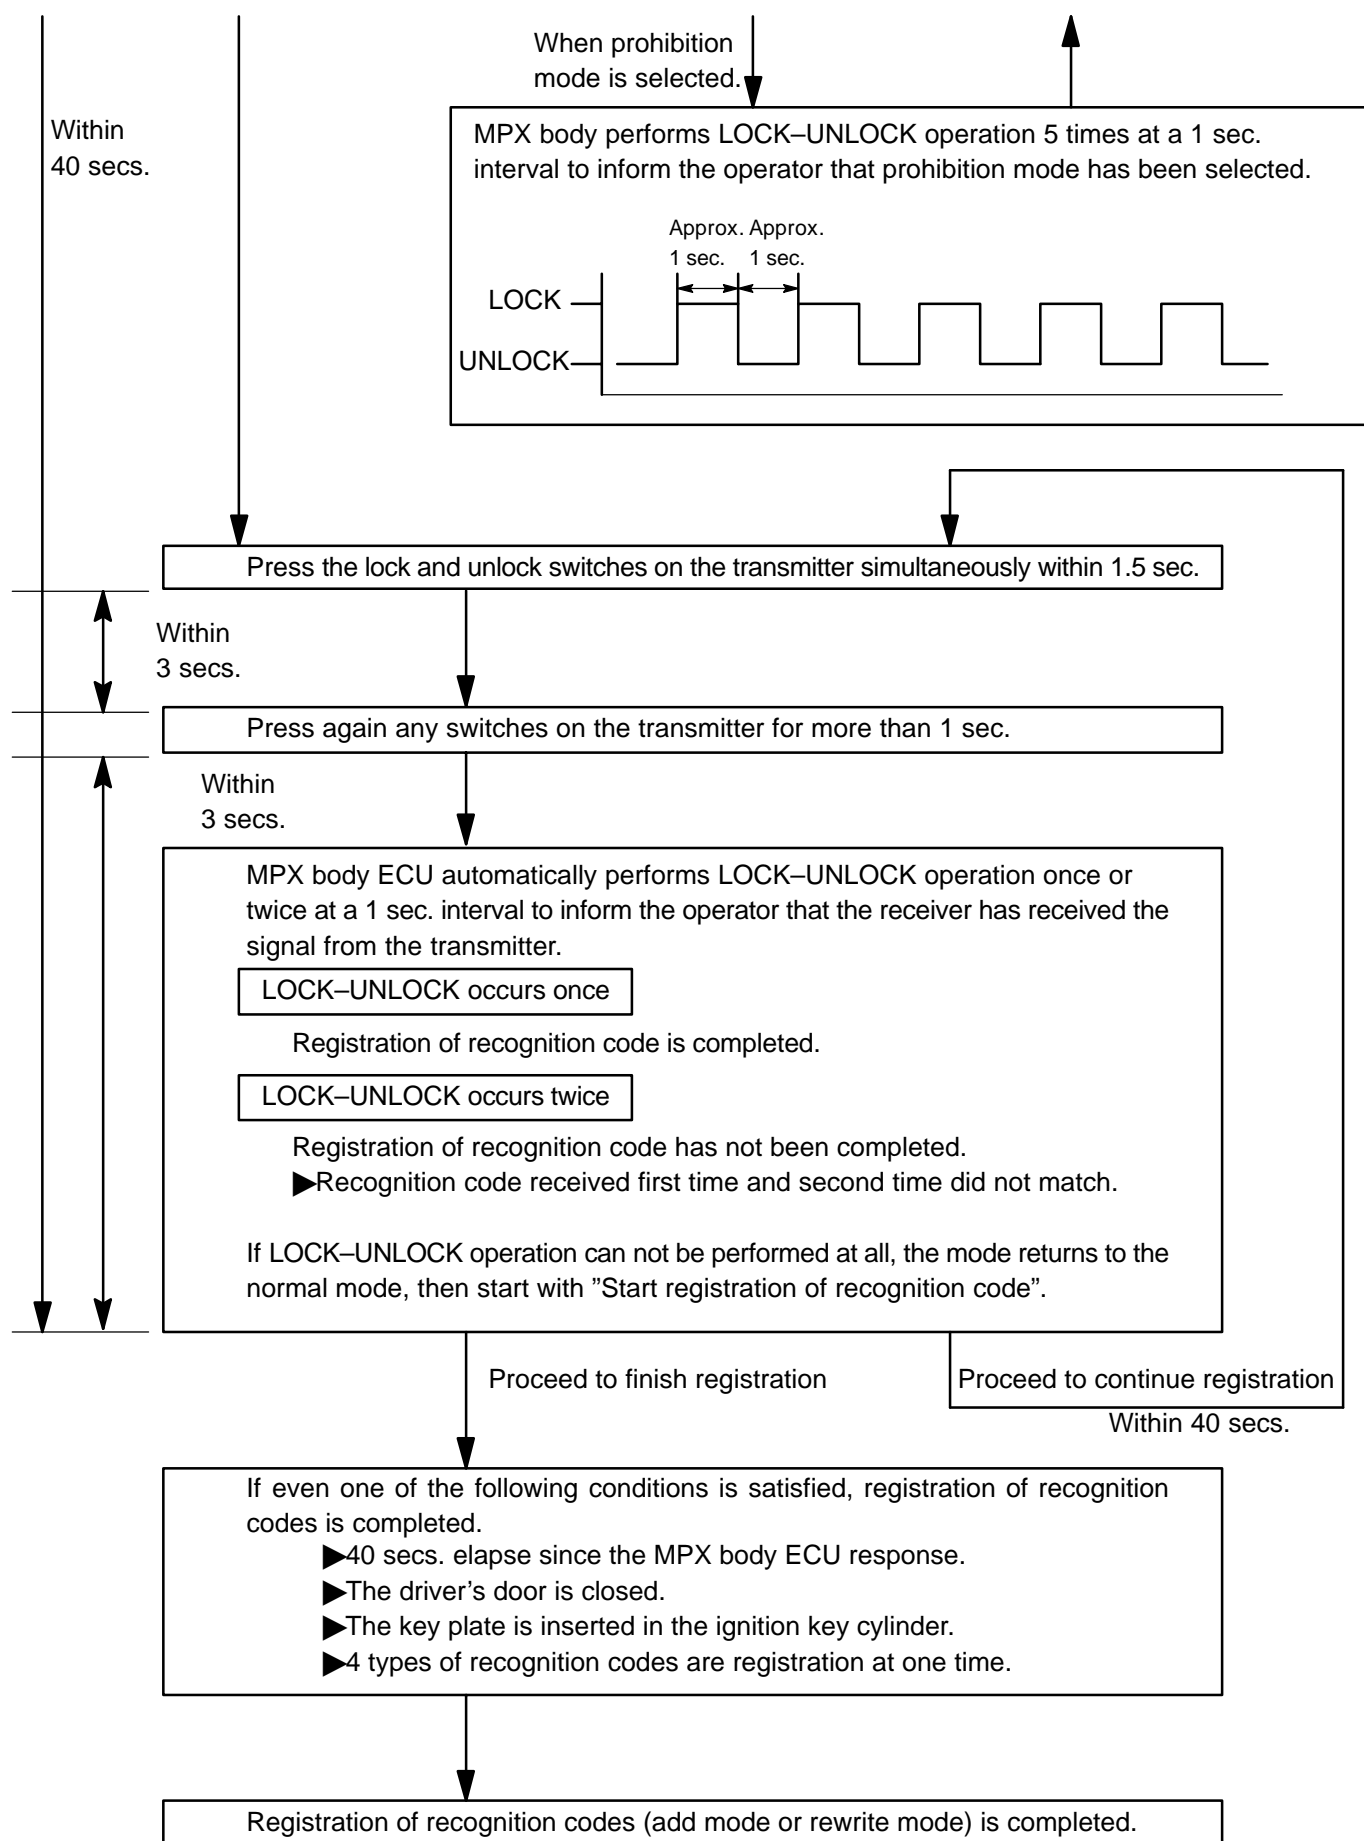 When prohibition
mode is selected.
Within
40 secs.
MPX body performs LOCK–UNLOCK operation 5 times at a 1 sec.
interval to inform the operator that prohibition mode has been selected.
Approx. Approx.
1 sec. 1 sec.
LOCK
UNLOCK
Press the lock and unlock switches on the transmitter simultaneously within 1.5 sec.
Within
3 secs.
Press again any switches on the transmitter for more than 1 sec.
Within
3 secs.
MPX body ECU automatically performs LOCK–UNLOCK operation once or
twice at a 1 sec. interval to inform the operator that the receiver has received the
signal from the transmitter.
LOCK–UNLOCK occurs once
Registration of recognition code is completed.
LOCK–UNLOCK occurs twice
Registration of recognition code has not been completed.
▶Recognition code received first time and second time did not match.
If LOCK–UNLOCK operation can not be performed at all, the mode returns to the
normal mode, then start with ”Start registration of recognition code”.
Proceed to finish registration
Proceed to continue registration
Within 40 secs.
If even one of the following conditions is satisfied, registration of recognition
codes is completed.
▶40 secs. elapse since the MPX body ECU response.
▶The driver’s door is closed.
▶The key plate is inserted in the ignition key cylinder.
▶4 types of recognition codes are registration at one time.
Registration of recognition codes (add mode or rewrite mode) is completed.